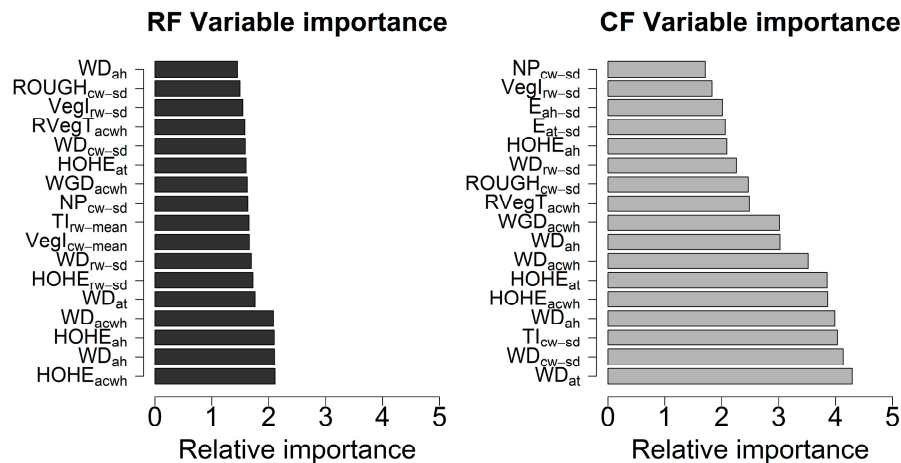 RF Variable importance
WDah
ROUGHcw-sd
VegIrw-sd
RVegTacwh
WDcw-sd
HOHEat
WGDacwh
NPcw-sd
TIrw-mean
VegIcw-mean
WDrw-sd
HOHErw-sd
WDat
WDacwh
HOHEah
WDah
HOHEacwh
0 1 2 3 4 5
Relative importance
CF Variable importance
NPcw-sd
VegIrw-sd
Eah-sd
Eat-sd
HOHEah
WDrw-sd
ROUGHcw-sd
RVegTacwh
WGDacwh
WDah
WDacwh
HOHEat
HOHEacwh
WDah
TIcw-sd
WDcw-sd
WDat
0 1 2 3 4 5
Relative importance